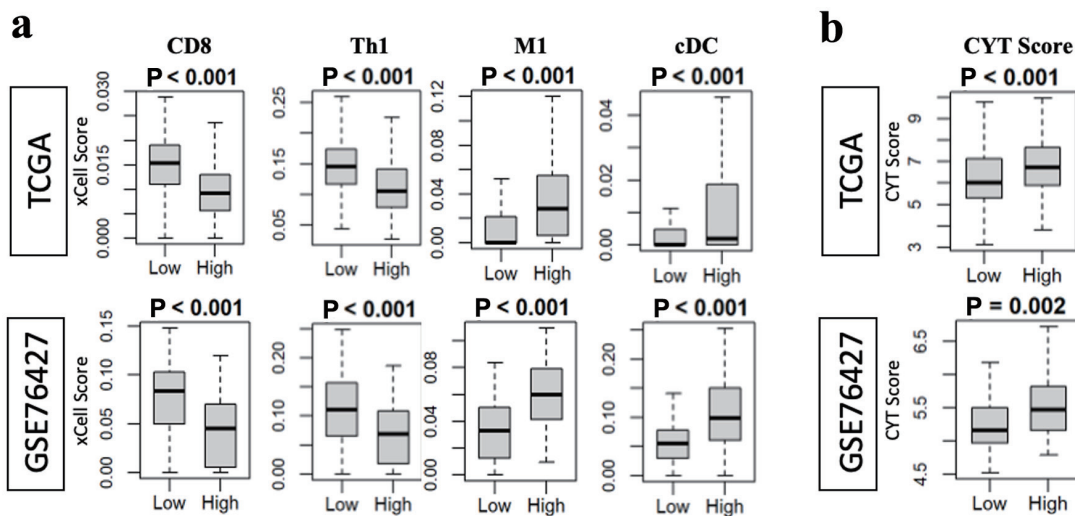 a
b
CD8 Th1 M1 cDC CYT Score
P < 0.001 P < 0.001 P < 0.001 P < 0.001 P < 0.001
TCGA
xCell Score
0.000 0.015 0.030
Low High
0.05 0.15 0.25
Low High
0.00 0.04 0.08 0.12
Low High
0.00 0.02 0.04
Low High
TCGA
CYT Score
3 5 7 9
Low High
P < 0.001 P < 0.001 P < 0.001 P < 0.001 P = 0.002
GSE76427
xCell Score
0.00 0.05 0.10 0.15
Low High
0.00 0.10 0.20
Low High
0.00 0.04 0.08
Low High
0.00 0.10 0.20
Low High
GSE76427
CYT Score
4.5 5.5 6.5
Low High